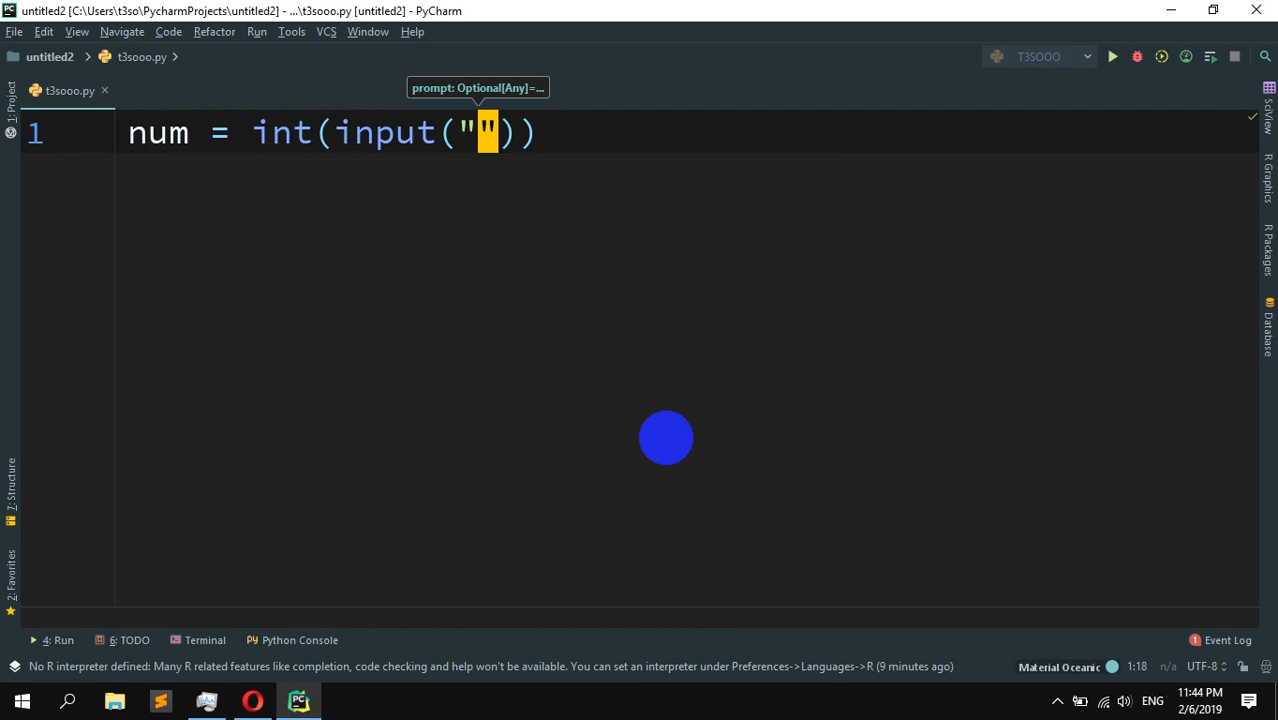 untitled2 [C:\Users\t3so\PycharmProjects\untitled2] - ...\t3sooo.py [untitled2] - PyCharm
File Edit View Navigate Code Refactor Run Tools VCS Window Help
untitled2 t3sooo.py T3SOOO
t3sooo.py
prompt: Optional[Any]=...
1 num = int(input(""))
1: Project
SciView
R Graphics
R Packages
Database
7: Structure
2: Favorites
4: Run 6: TODO Terminal Python Console 1 Event Log
No R interpreter defined: Many R related features like completion, code checking and help won't be available. You can set an interpreter under Preferences->Languages->R (9 minutes ago) Material Oceanic 1:18 n/a UTF-8
PC ENG 11:44 PM
2/6/2019